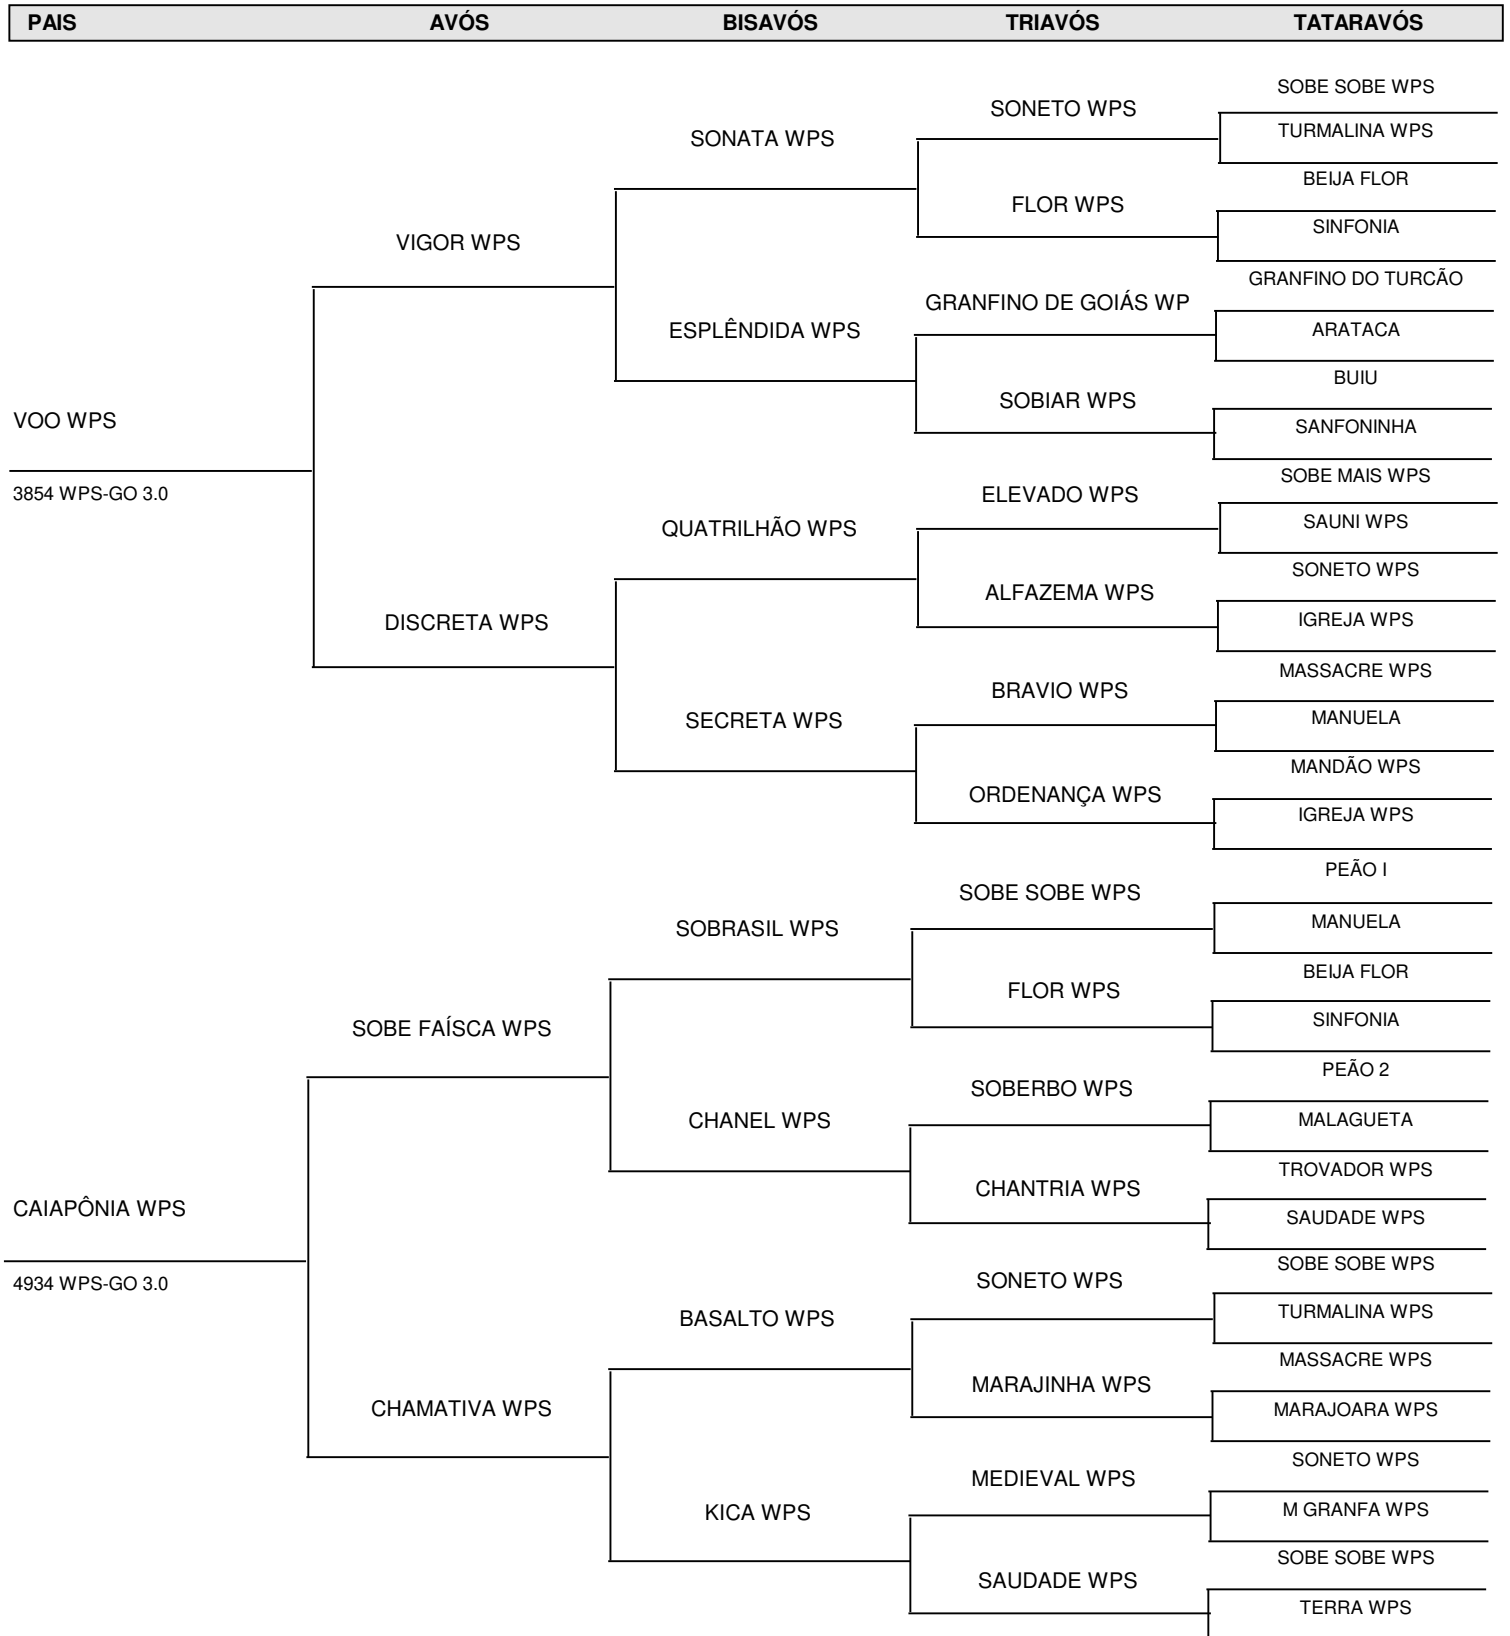 PAIS AVÓS BISAVÓS TRIAVÓS TATARAVÓS
SOBE SOBE WPS
SONETO WPS
TURMALINA WPS
SONATA WPS
BEIJA FLOR
FLOR WPS
SINFONIA
VIGOR WPS
GRANFINO DO TURCÃO
GRANFINO DE GOIÁS WP
ARATACA
ESPLÊNDIDA WPS
BUIU
SOBIAR WPS
SANFONINHA
VOO WPS
3854 WPS-GO 3.0
SOBE MAIS WPS
ELEVADO WPS
SAUNI WPS
QUATRILHÃO WPS
SONETO WPS
ALFAZEMA WPS
IGREJA WPS
DISCRETA WPS
MASSACRE WPS
BRAVIO WPS
MANUELA
SECRETA WPS
MANDÃO WPS
ORDENANÇA WPS
IGREJA WPS
PEÃO I
SOBE SOBE WPS
MANUELA
SOBRASIL WPS
BEIJA FLOR
FLOR WPS
SINFONIA
SOBE FAÍSCA WPS
PEÃO 2
SOBERBO WPS
MALAGUETA
CHANEL WPS
TROVADOR WPS
CHANTRIA WPS
SAUDADE WPS
CAIAPÔNIA WPS
4934 WPS-GO 3.0
SOBE SOBE WPS
SONETO WPS
TURMALINA WPS
BASALTO WPS
MASSACRE WPS
MARAJINHA WPS
MARAJOARA WPS
CHAMATIVA WPS
SONETO WPS
MEDIEVAL WPS
M GRANFA WPS
KICA WPS
SOBE SOBE WPS
SAUDADE WPS
TERRA WPS